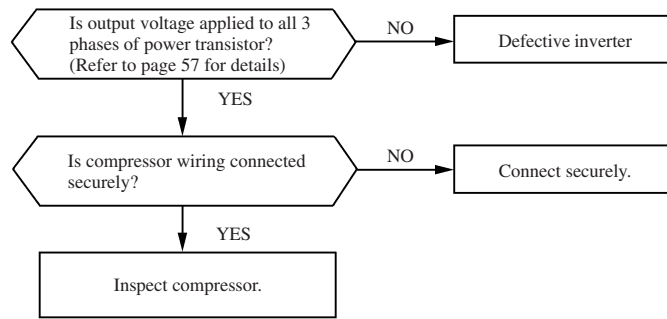 Is output voltage applied to all 3
phases of power transistor?
(Refer to page 57 for details)
NO
Defective inverter
YES
Is compressor wiring connected
securely?
NO
Connect securely.
YES
Inspect compressor.